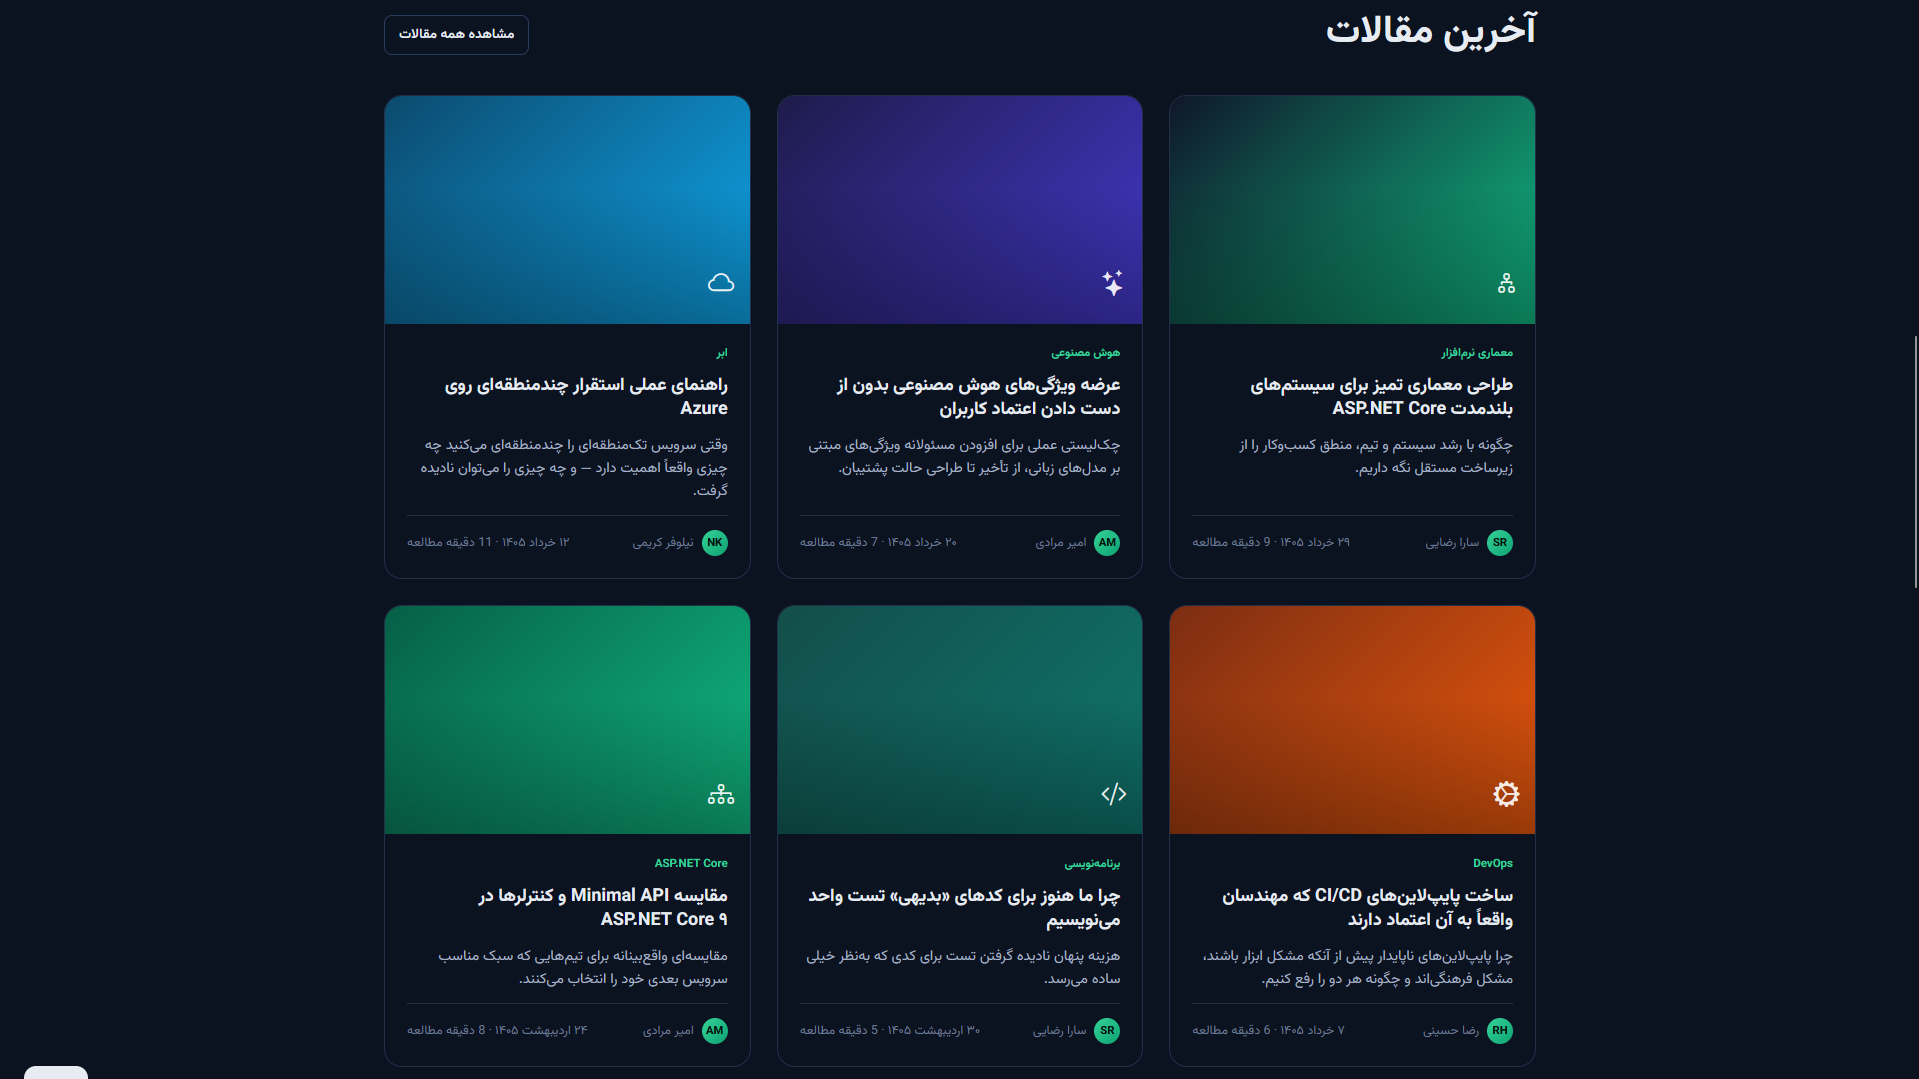 آخرین مقالات
مشاهده همه مقالات
معماری نرم‌افزار
طراحی معماری تمیز برای سیستم‌های
بلندمدت ASP.NET Core
چگونه با رشد سیستم و تیم، منطق کسب‌وکار را از
زیرساخت مستقل نگه داریم.
SR سارا رضایی
۲۹ خرداد ۱۴۰۵ · 9 دقیقه مطالعه
هوش مصنوعی
عرضه ویژگی‌های هوش مصنوعی بدون از
دست دادن اعتماد کاربران
چک‌لیستی عملی برای افزودن مسئولانه ویژگی‌های مبتنی
بر مدل‌های زبانی، از تأخیر تا طراحی حالت پشتیبان.
AM امیر مرادی
۲۰ خرداد ۱۴۰۵ · 7 دقیقه مطالعه
ابر
راهنمای عملی استقرار چندمنطقه‌ای روی
Azure
وقتی سرویس تک‌منطقه‌ای را چندمنطقه‌ای می‌کنید چه
چیزی واقعاً اهمیت دارد — و چه چیزی را می‌توان نادیده
گرفت.
NK نیلوفر کریمی
۱۲ خرداد ۱۴۰۵ · 11 دقیقه مطالعه
DevOps
ساخت پایپ‌لاین‌های CI/CD که مهندسان
واقعاً به آن اعتماد دارند
چرا پایپ‌لاین‌های ناپایدار پیش از آنکه مشکل ابزار باشند،
مشکل فرهنگی‌اند و چگونه هر دو را رفع کنیم.
RH رضا حسینی
۷ خرداد ۱۴۰۵ · 6 دقیقه مطالعه
برنامه‌نویسی
چرا ما هنوز برای کدهای «بدیهی» تست واحد
می‌نویسیم
هزینه پنهان نادیده گرفتن تست برای کدی که به‌نظر خیلی
ساده می‌رسد.
SR سارا رضایی
۳۰ اردیبهشت ۱۴۰۵ · 5 دقیقه مطالعه
ASP.NET Core
مقایسه Minimal API و کنترلرها در
ASP.NET Core ۹
مقایسه‌ای واقع‌بینانه برای تیم‌هایی که سبک مناسب
سرویس بعدی خود را انتخاب می‌کنند.
AM امیر مرادی
۲۴ اردیبهشت ۱۴۰۵ · 8 دقیقه مطالعه